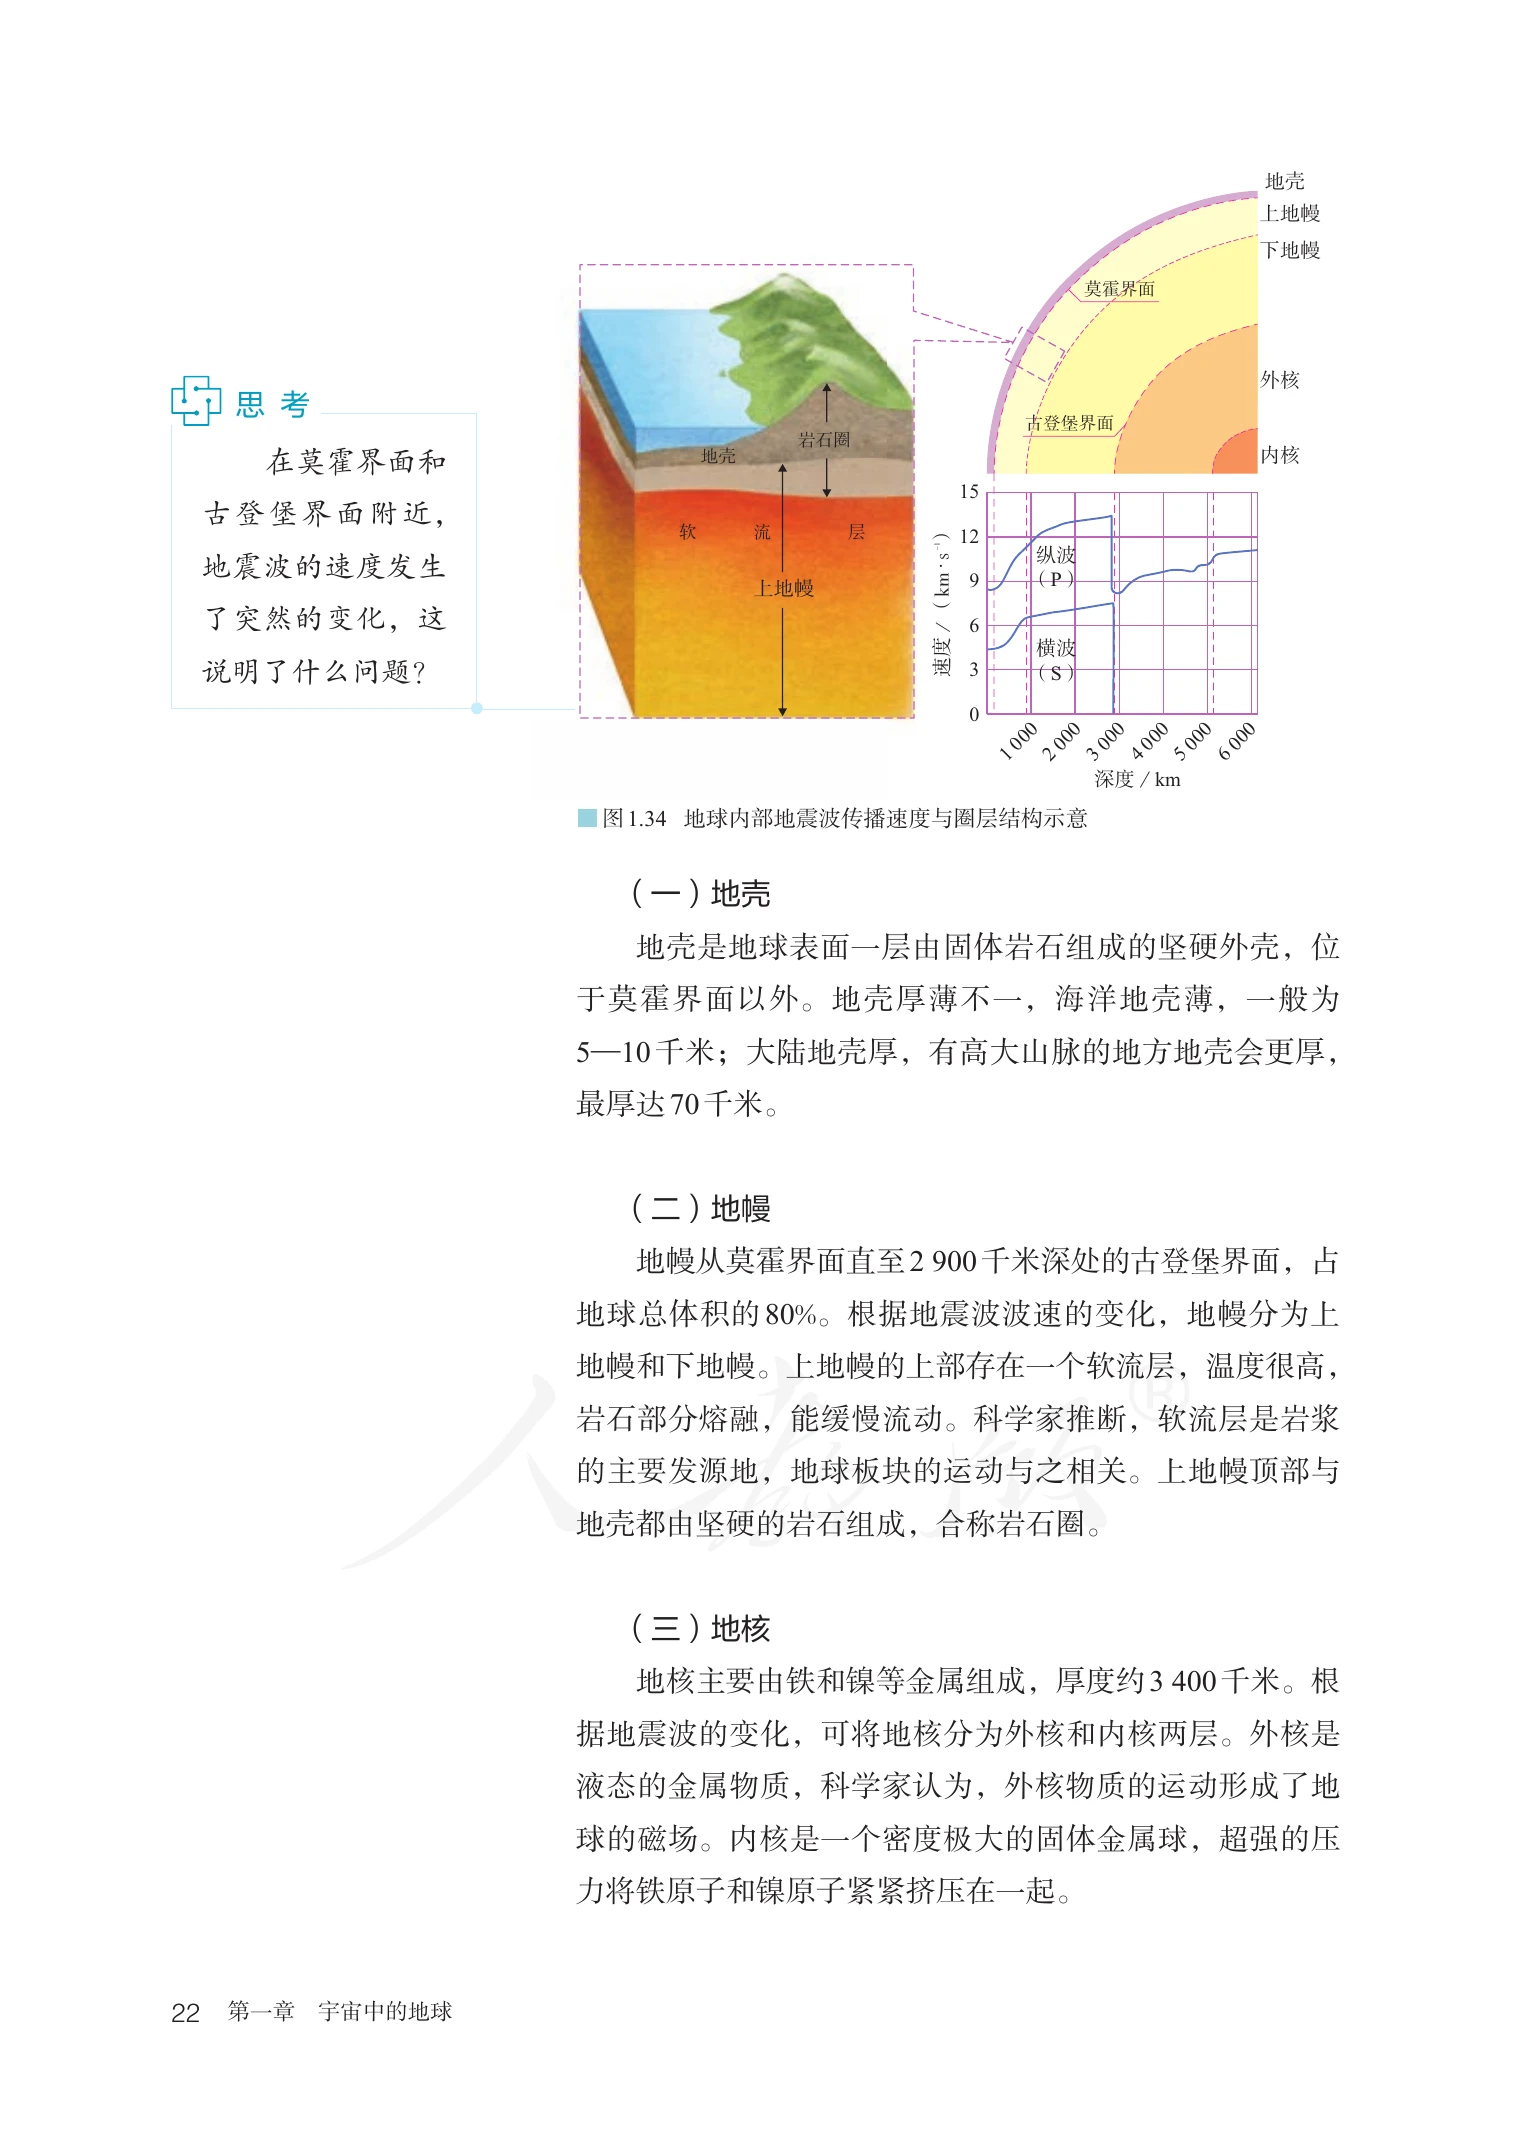 地壳
上地幔
下地幔
莫霍界面
外核
古登堡界面
内核
岩石圈
地壳
软流层
上地幔
思考
在莫霍界面和
古登堡界面附近，
地震波的速度发生
了突然的变化，这
说明了什么问题？
15
12
9
6
3
0
速度/（km·s⁻¹）
纵波
（P）
横波
（S）
1 000
2 000
3 000
4 000
5 000
6 000
深度/km
图1.34 地球内部地震波传播速度与圈层结构示意
（一）地壳
地壳是地球表面一层由固体岩石组成的坚硬外壳，位
于莫霍界面以外。地壳厚薄不一，海洋地壳薄，一般为
5—10千米；大陆地壳厚，有高大山脉的地方地壳会更厚，
最厚达70千米。
（二）地幔
地幔从莫霍界面直至2 900千米深处的古登堡界面，占
地球总体积的80%。根据地震波波速的变化，地幔分为上
地幔和下地幔。上地幔的上部存在一个软流层，温度很高，
岩石部分熔融，能缓慢流动。科学家推断，软流层是岩浆
的主要发源地，地球板块的运动与之相关。上地幔顶部与
地壳都由坚硬的岩石组成，合称岩石圈。
人教版®
（三）地核
地核主要由铁和镍等金属组成，厚度约3 400千米。根
据地震波的变化，可将地核分为外核和内核两层。外核是
液态的金属物质，科学家认为，外核物质的运动形成了地
球的磁场。内核是一个密度极大的固体金属球，超强的压
力将铁原子和镍原子紧紧挤压在一起。
22 第一章 宇宙中的地球